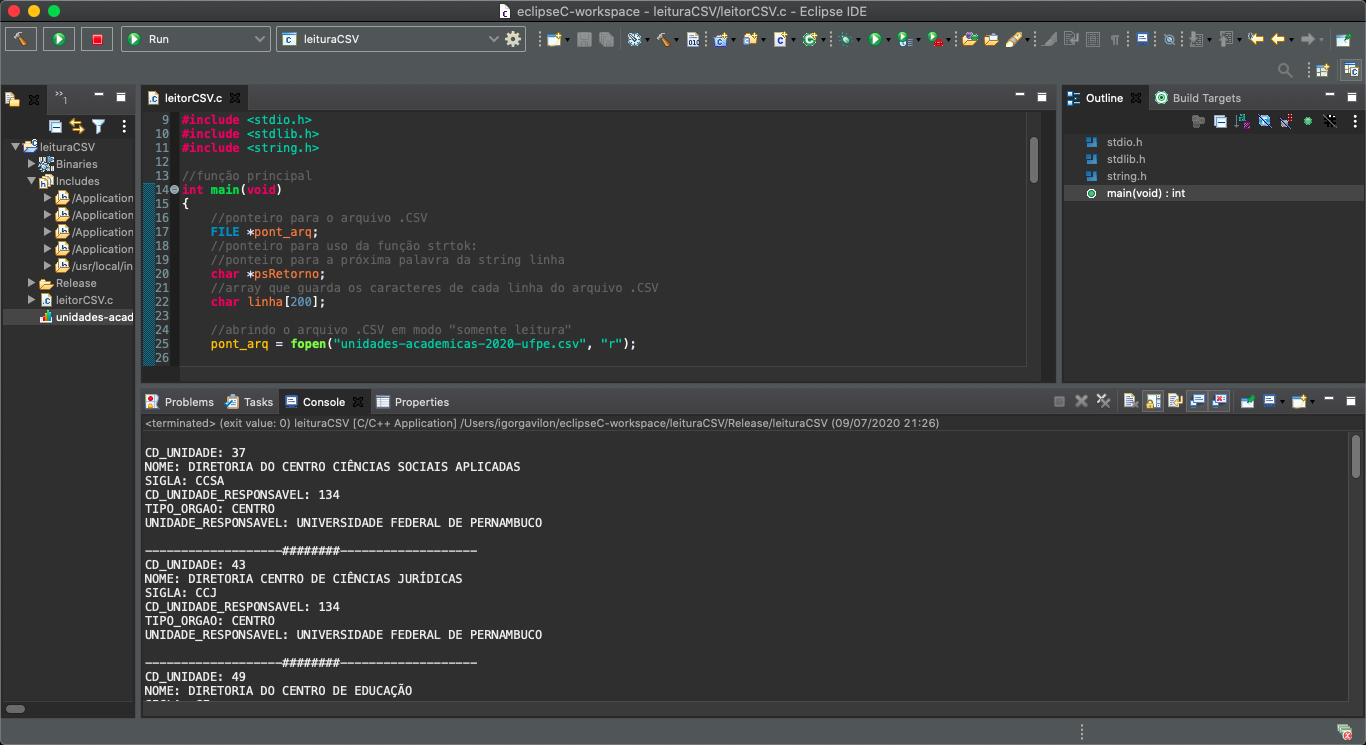 eclipseC-workspace - leituraCSV/leitorCSV.c - Eclipse IDE
Run
leituraCSV
»1
leituraCSV
Binaries
Includes
/Application
/Application
/Application
/Application
/usr/local/in
Release
leitorCSV.c
unidades-acad
leitorCSV.c
9 #include <stdio.h>
10 #include <stdlib.h>
11 #include <string.h>
12
13 //função principal
14 int main(void)
15 {
16 //ponteiro para o arquivo .CSV
17 FILE *pont_arq;
18 //ponteiro para uso da função strtok:
19 //ponteiro para a próxima palavra da string linha
20 char *psRetorno;
21 //array que guarda os caracteres de cada linha do arquivo .CSV
22 char linha[200];
23
24 //abrindo o arquivo .CSV em modo "somente leitura"
25 pont_arq = fopen("unidades-academicas-2020-ufpe.csv", "r");
26
Outline
Build Targets
stdio.h
stdlib.h
string.h
main(void) : int
Problems
Tasks
Console
Properties
<terminated> (exit value: 0) leituraCSV [C/C++ Application] /Users/igorgavilon/eclipseC-workspace/leituraCSV/Release/leituraCSV (09/07/2020 21:26)
CD_UNIDADE: 37
NOME: DIRETORIA DO CENTRO CIÊNCIAS SOCIAIS APLICADAS
SIGLA: CCSA
CD_UNIDADE_RESPONSAVEL: 134
TIPO_ORGAO: CENTRO
UNIDADE_RESPONSAVEL: UNIVERSIDADE FEDERAL DE PERNAMBUCO
-------------------########-------------------
CD_UNIDADE: 43
NOME: DIRETORIA CENTRO DE CIÊNCIAS JURÍDICAS
SIGLA: CCJ
CD_UNIDADE_RESPONSAVEL: 134
TIPO_ORGAO: CENTRO
UNIDADE_RESPONSAVEL: UNIVERSIDADE FEDERAL DE PERNAMBUCO
-------------------########-------------------
CD_UNIDADE: 49
NOME: DIRETORIA DO CENTRO DE EDUCAÇÃO